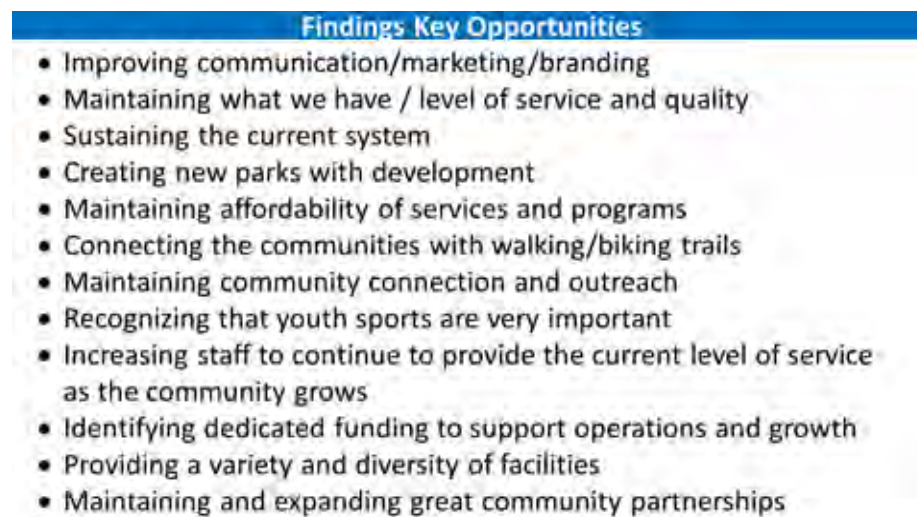 Findings Key Opportunities
• Improving communication/marketing/branding
• Maintaining what we have / level of service and quality
• Sustaining the current system
• Creating new parks with development
• Maintaining affordability of services and programs
• Connecting the communities with walking/biking trails
• Maintaining community connection and outreach
• Recognizing that youth sports are very important
• Increasing staff to continue to provide the current level of service
as the community grows
• Identifying dedicated funding to support operations and growth
• Providing a variety and diversity of facilities
• Maintaining and expanding great community partnerships